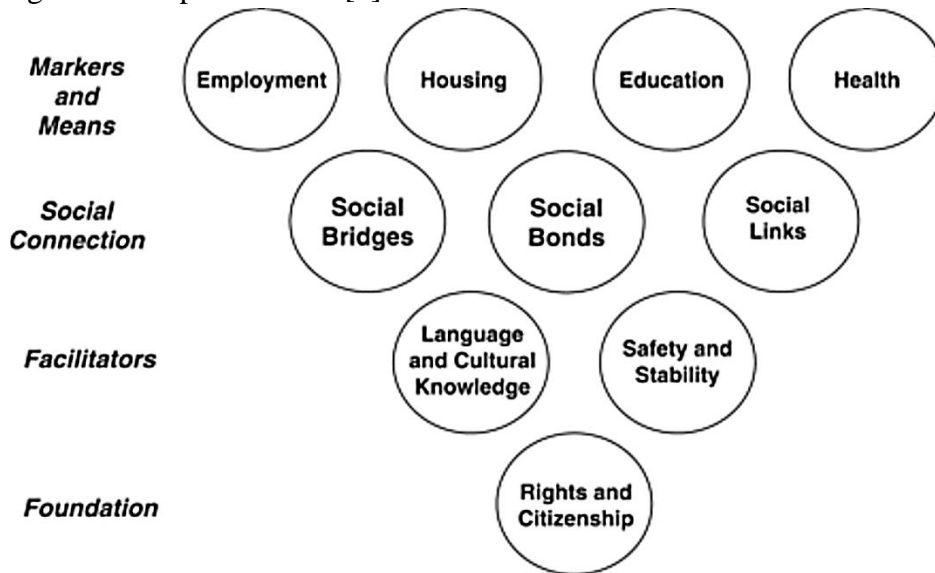 Markers
and
Means
Employment
Housing
Education
Health
Social
Connection
Social
Bridges
Social
Bonds
Social
Links
Facilitators
Language
and Cultural
Knowledge
Safety and
Stability
Foundation
Rights and
Citizenship